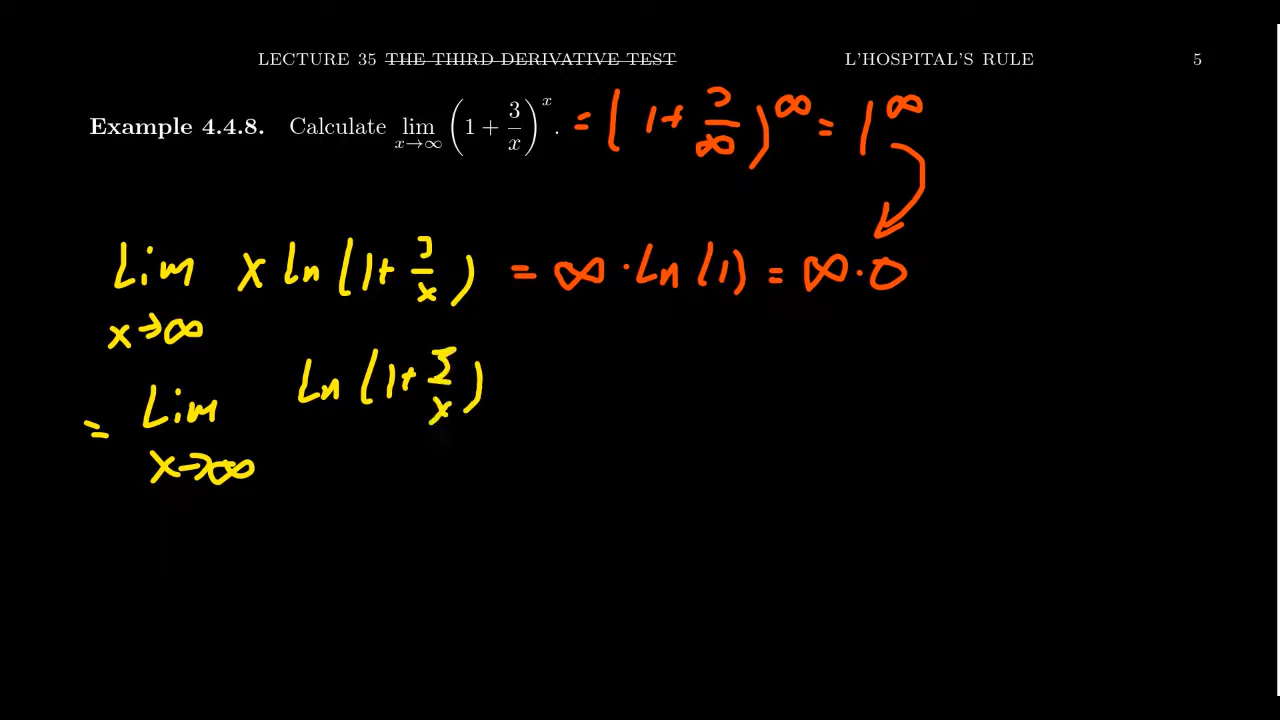 LECTURE 35 THE THIRD DERIVATIVE TEST L'HOSPITAL'S RULE 5
Example 4.4.8. Calculate lim x→∞ (1 + 3/x)^x. = (1 + 3/∞)^∞ = 1^∞
Lim x→∞ x Ln (1 + 3/x) = ∞ · Ln (1) = ∞ · 0
= Lim x→∞ Ln (1 + 3/x)